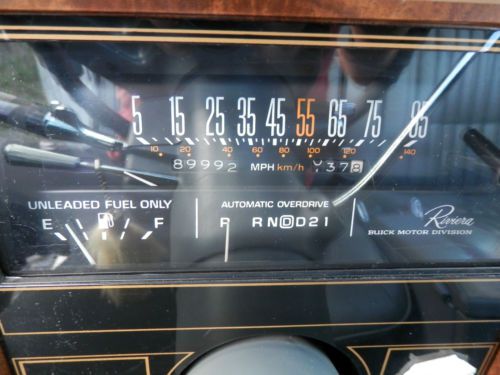 5 15 25 35 45 55 65 75 85
10 20 40 60 80 100 120 140
89992 MPH km/h 378
UNLEADED FUEL ONLY
E F
AUTOMATIC OVERDRIVE
P R N D D 2 1
Riviera
BUICK MOTOR DIVISION